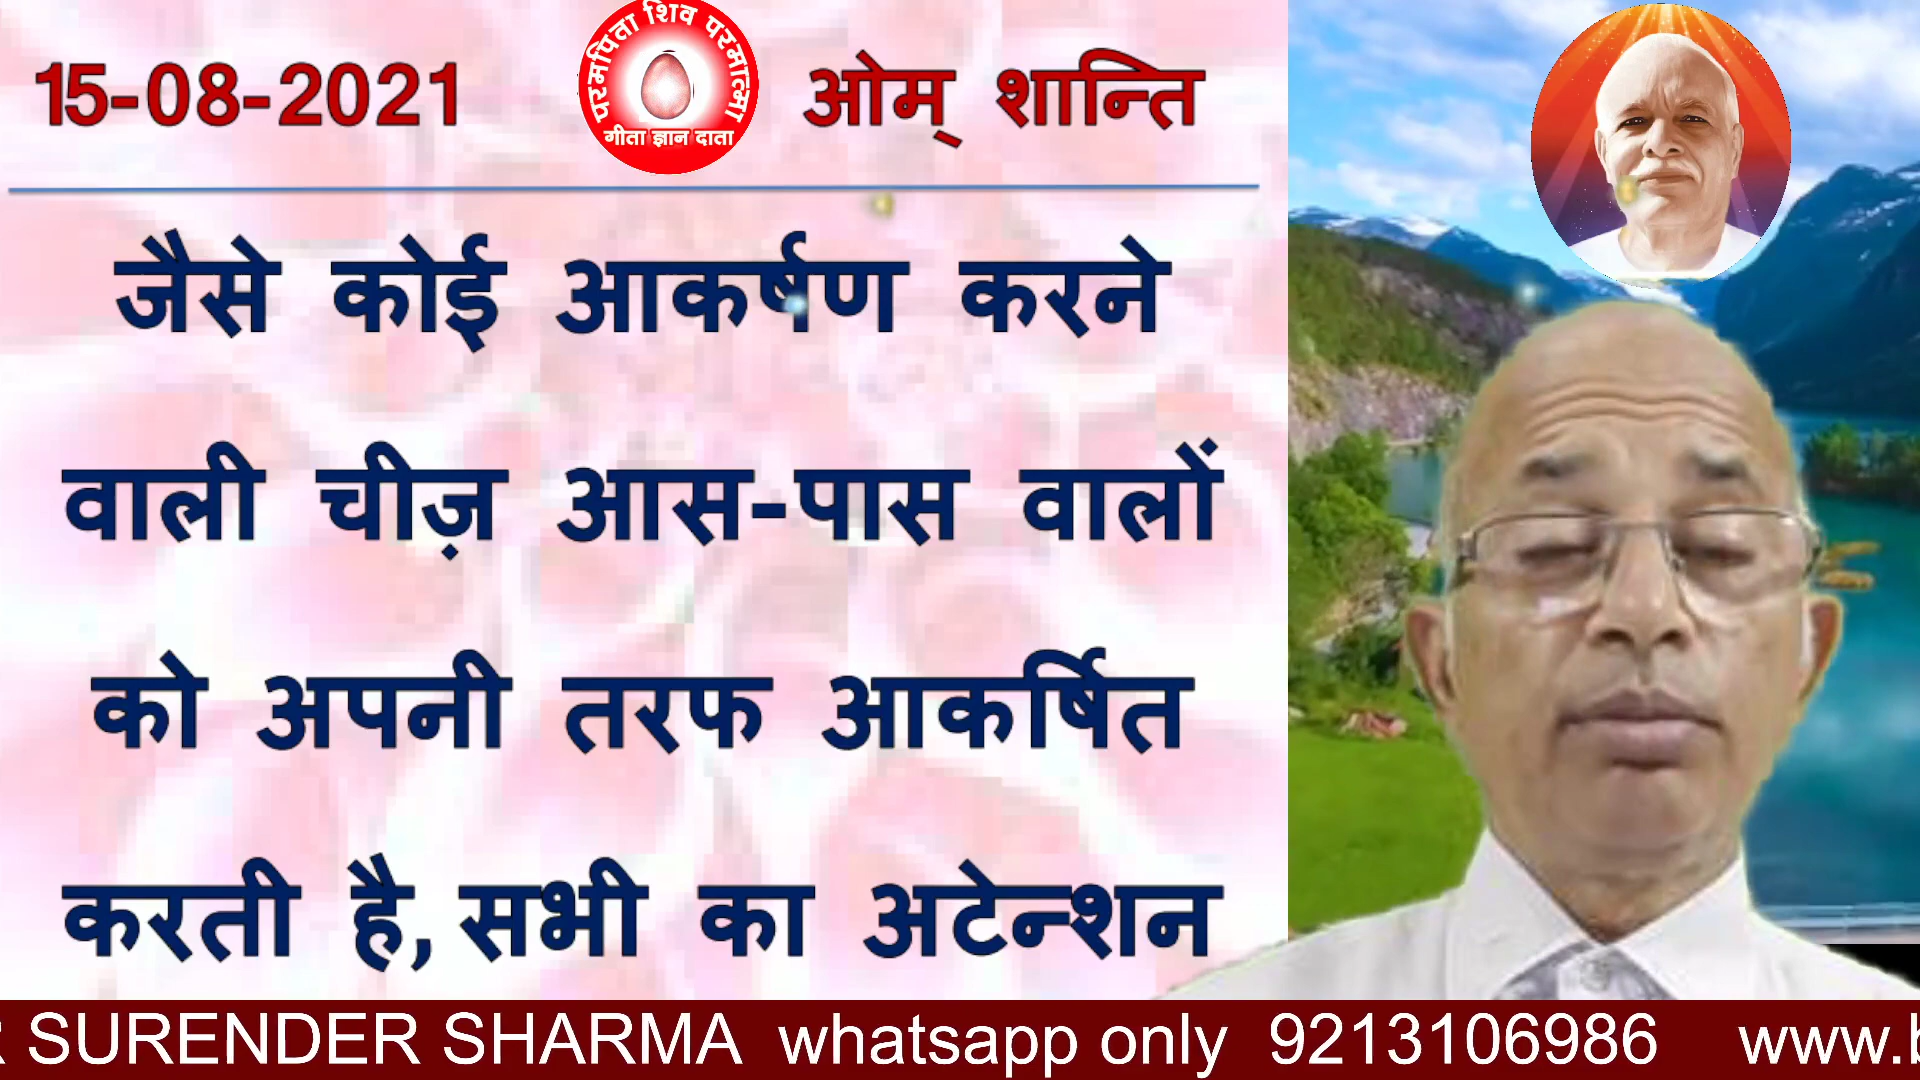 15-08-2021
परमपिता शिव परमात्मा
गीता ज्ञान दाता
ओम् शान्ति
जैसे कोई आकर्षण करने
वाली चीज़ आस-पास वालों
को अपनी तरफ आकर्षित
करती है, सभी का अटेन्शन
SURENDER SHARMA whatsapp only 9213106986 www.b